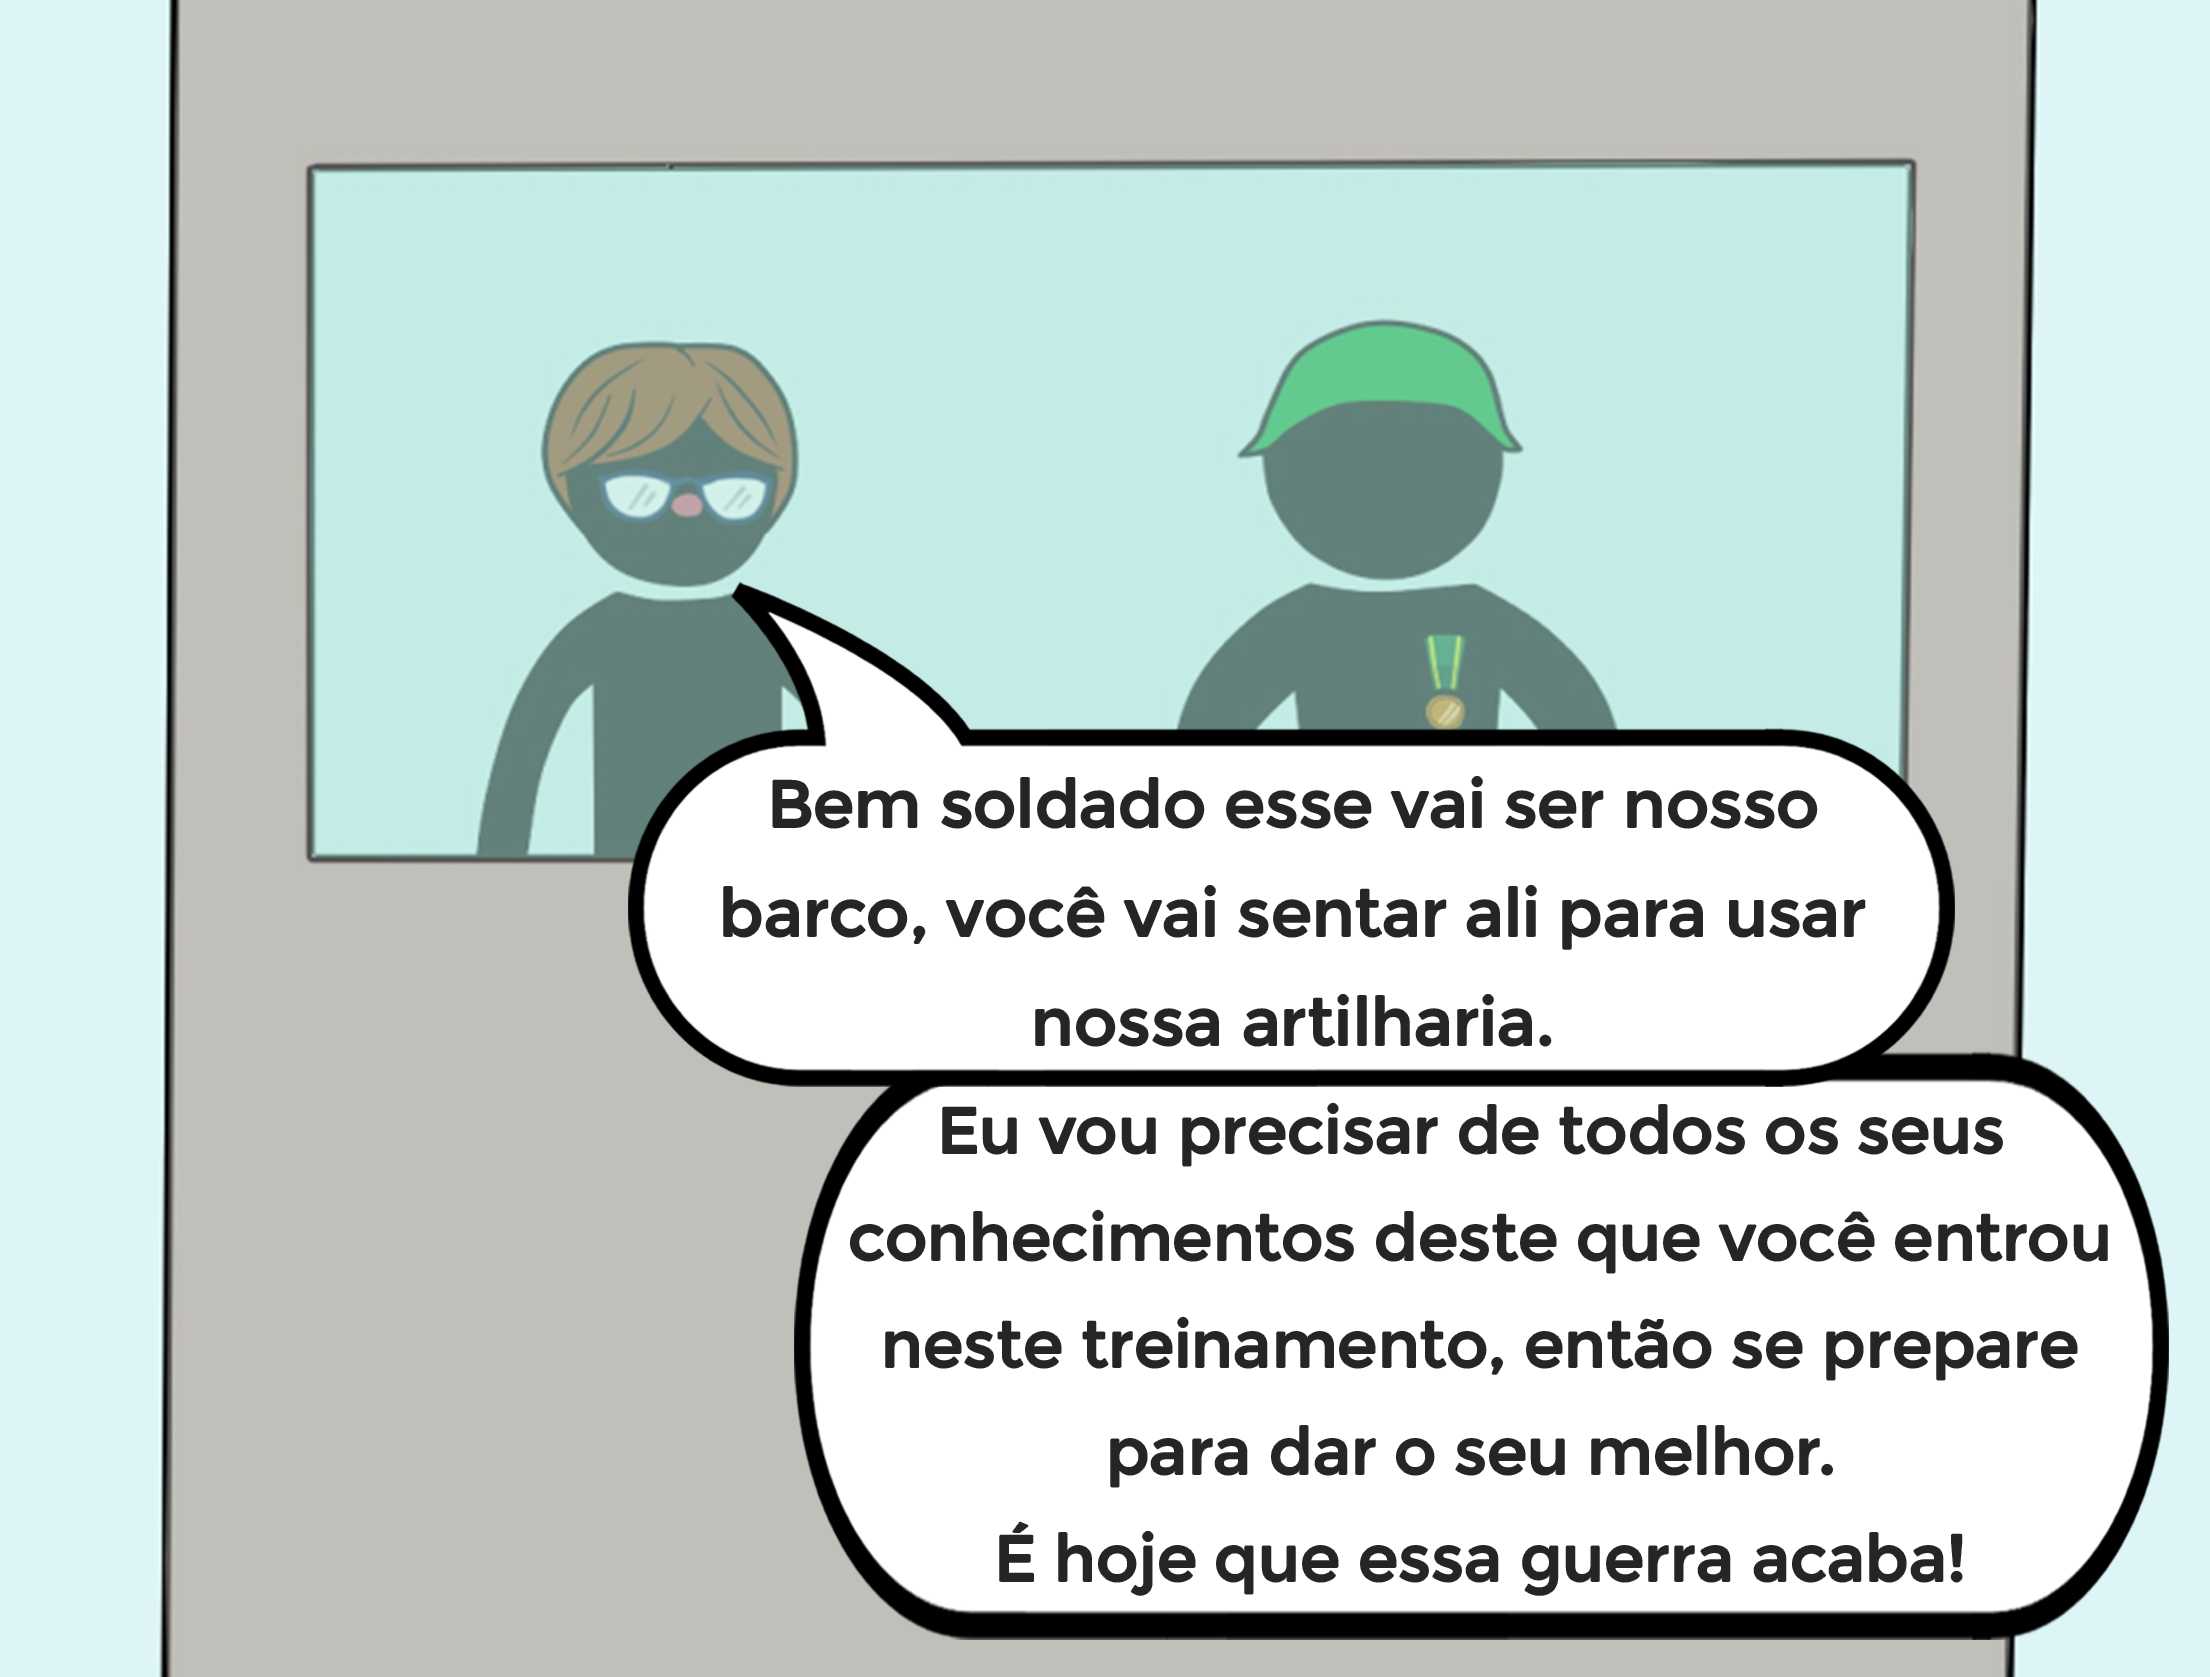 Bem soldado esse vai ser nosso
barco, você vai sentar ali para usar
nossa artilharia.
Eu vou precisar de todos os seus
conhecimentos deste que você entrou
neste treinamento, então se prepare
para dar o seu melhor.
É hoje que essa guerra acaba!